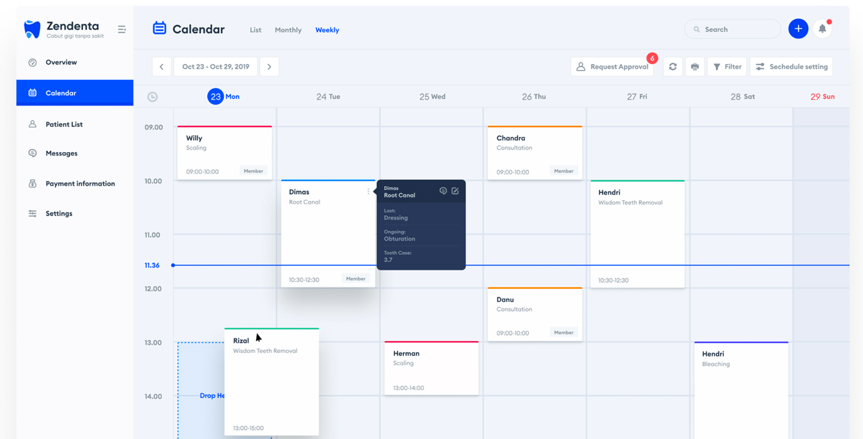 Zendenta
Cabut gigi tanpa sakit
Overview
Calendar
Patient List
Messages
Payment information
Settings
Calendar
List
Monthly
Weekly
Search
Oct 23 - Oct 29, 2019
6
Request Approval
Filter
Sechedule setting
23 Mon
24 Tue
25 Wed
26 Thu
27 Fri
28 Sat
29 Sun
09.00
10.00
11.00
11.36
12.00
13.00
14.00
Willy
Scaling
09:00-10:00
Member
Dimas
Root Canal
10:30-12:30
Member
Dimas
Root Canal
Last:
Dressing
Ongoing:
Obturation
Tooth Case:
3.7
Chandra
Consultation
09:00-10:00
Member
Hendri
Wisdom Teeth Removal
10:30-12:30
Danu
Consultation
09:00-10:00
Member
Drop He
Rizal
Wisdom Teeth Removal
13:00-15:00
Herman
Scaling
13:00-14:00
Hendri
Bleaching